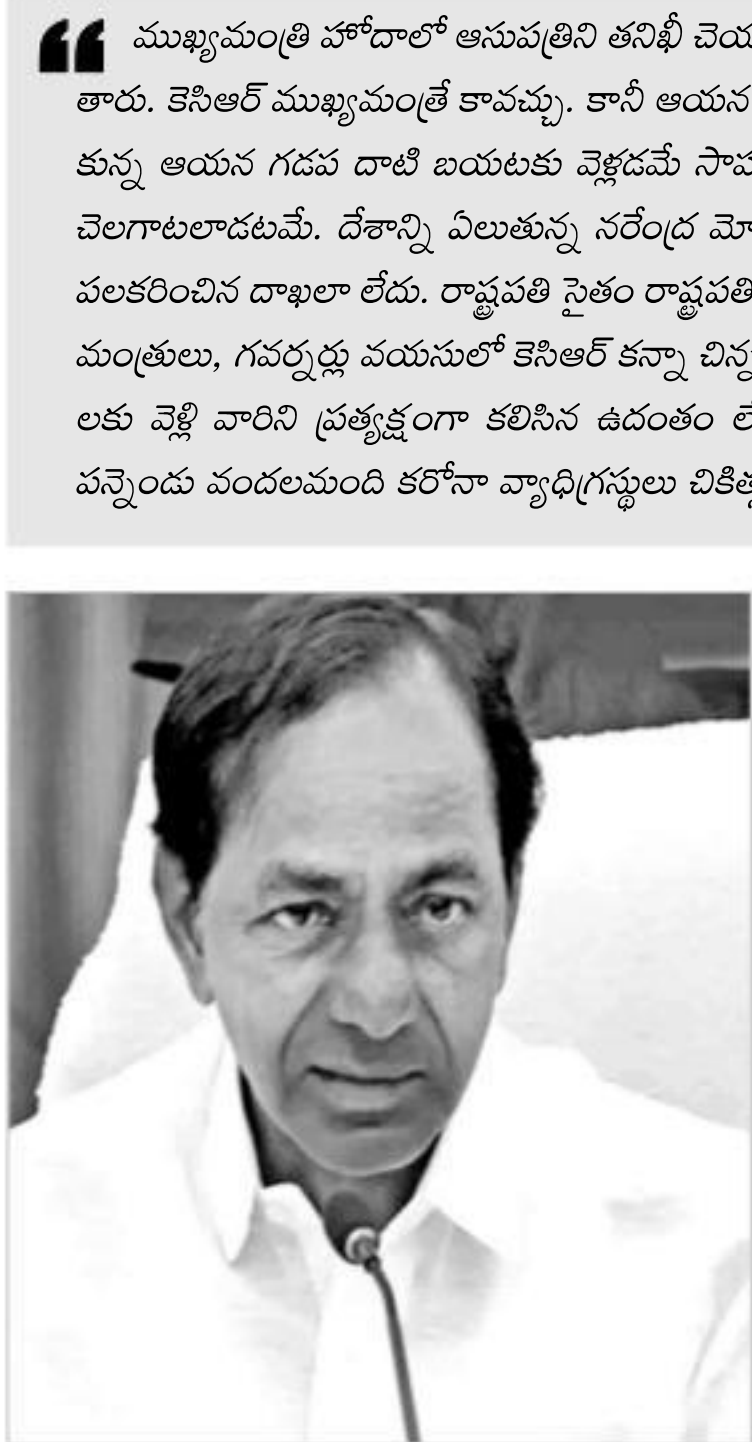 ❝ ముఖ్యమంత్రి హోదాలో ఆసుపత్రిని తనిఖీ
తారు. కెసిఆర్ ముఖ్యమంత్రే కావచ్చు. కానీ ఆయన
కున్న ఆయన గడప దాటి బయటకు వెళ్లడమే
చెలగాటలాడటమే. దేశాన్ని ఏలుతున్న నరేంద్ర
పలకరించిన దాఖలా లేదు. రాష్ట్రపతి సైతం రాష్ట్రపతి
మంత్రులు, గవర్నర్లు వయసులో కెసిఆర్ కన్నా
లకు వెళ్లి వారిని ప్రత్యక్షంగా కలిసిన ఉదంతం
పన్నెండు వందలమంది కరోనా వ్యాధిగ్రస్థులు